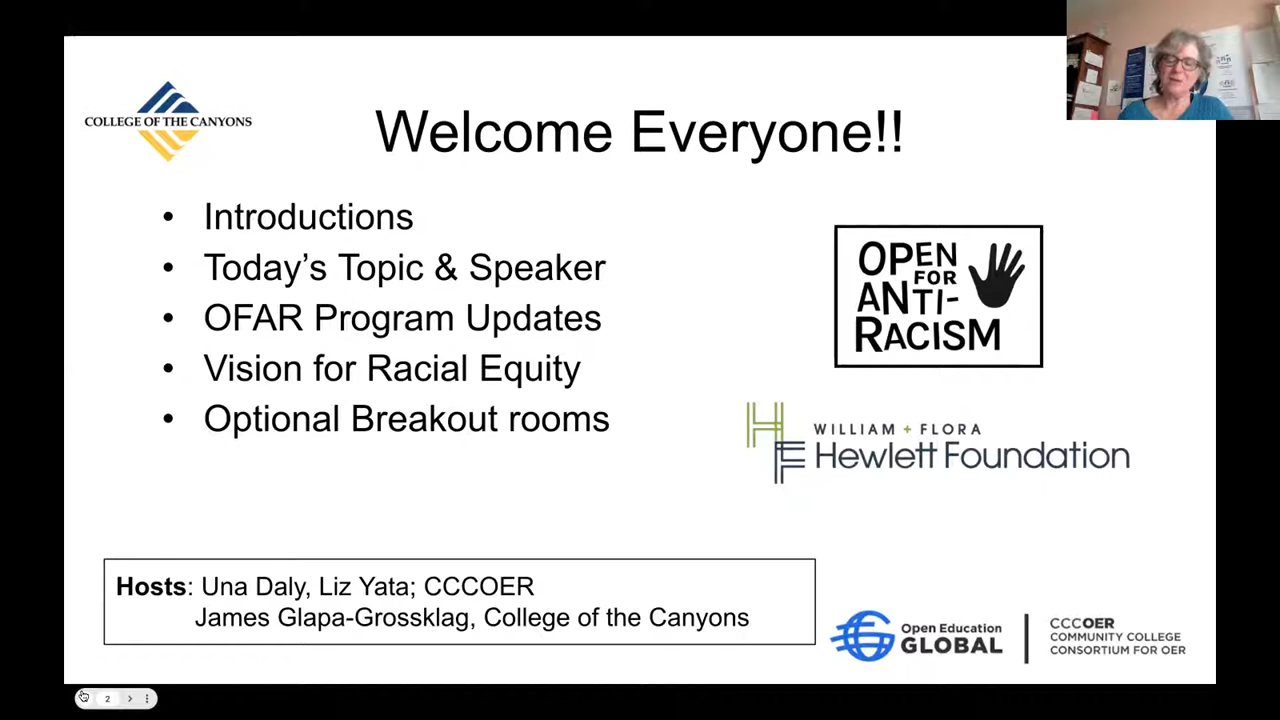 COLLEGE OF THE CANYONS
Welcome Everyone!!
• Introductions
• Today's Topic & Speaker
• OFAR Program Updates
• Vision for Racial Equity
• Optional Breakout rooms
OPEN
FOR
ANTI-
RACISM
WILLIAM + FLORA
Hewlett Foundation
Hosts: Una Daly, Liz Yata; CCCOER
James Glapa-Grossklag, College of the Canyons
Open Education
GLOBAL
CCCOER
COMMUNITY COLLEGE
CONSORTIUM FOR OER
2